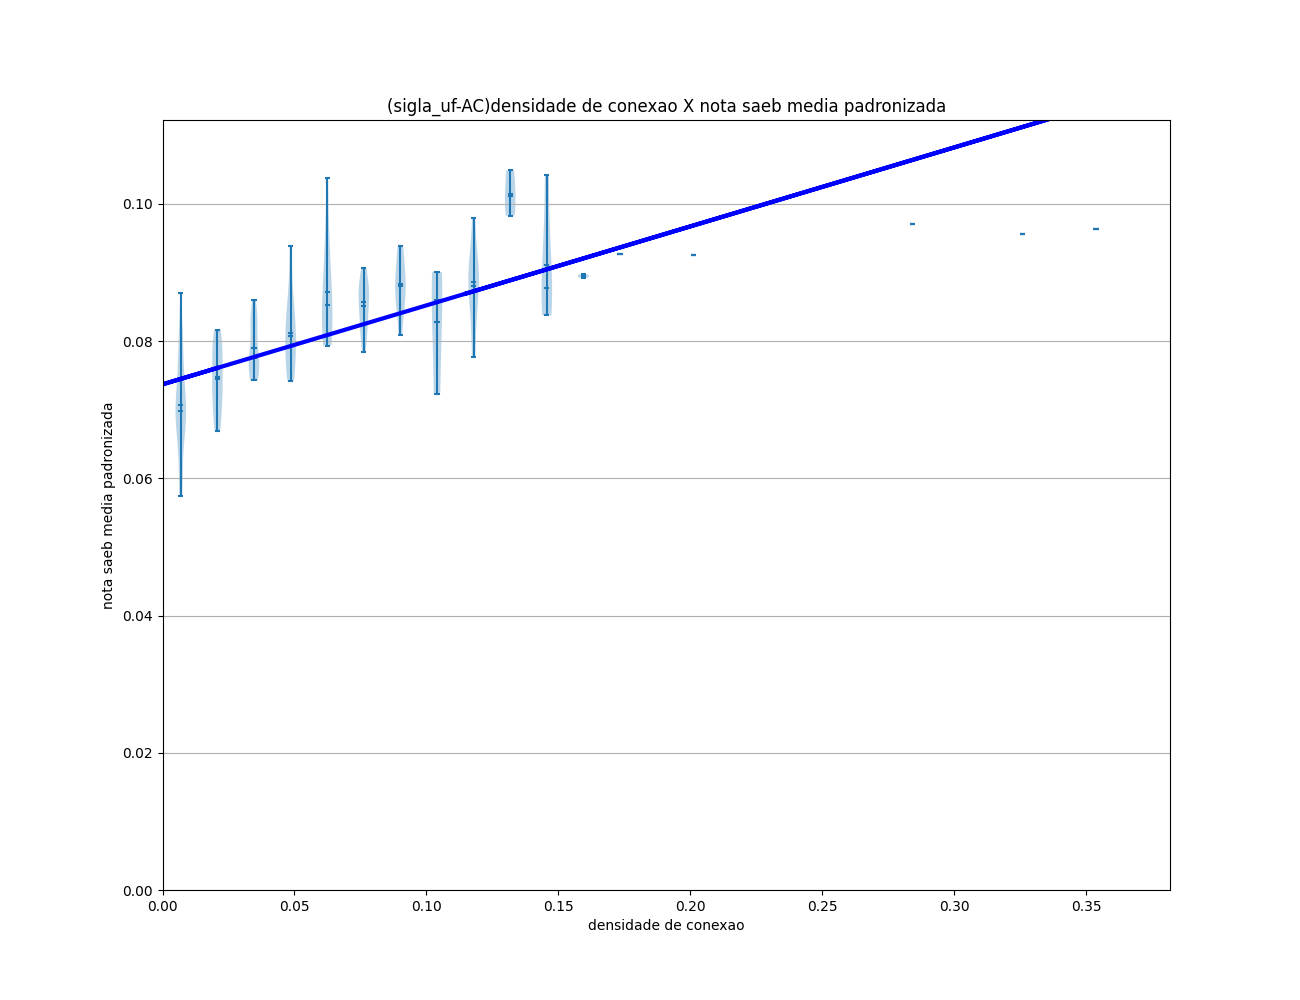 (sigla_uf-AC)densidade de conexao X nota saeb media padronizada
nota saeb media padronizada
0.10
0.08
0.06
0.04
0.02
0.00
0.00 0.05 0.10 0.15 0.20 0.25 0.30 0.35
densidade de conexao